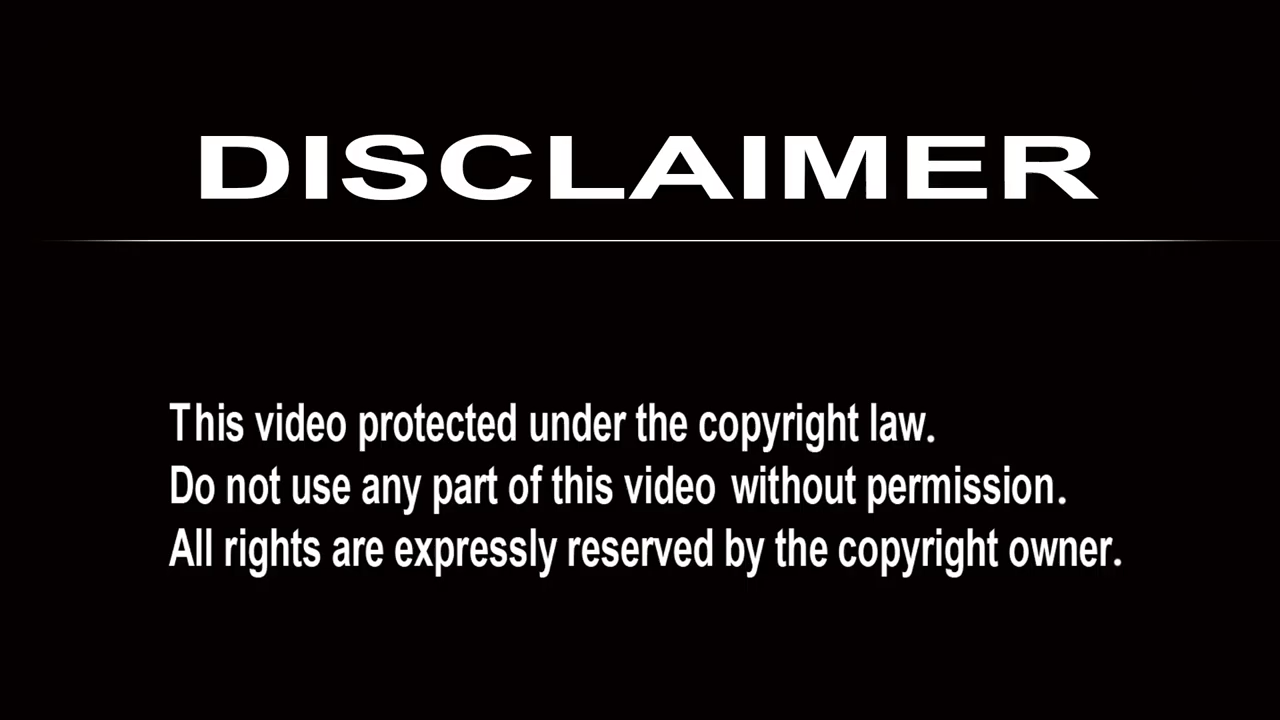 DISCLAIMER
This video protected under the copyright law.
Do not use any part of this video without permission.
All rights are expressly reserved by the copyright owner.